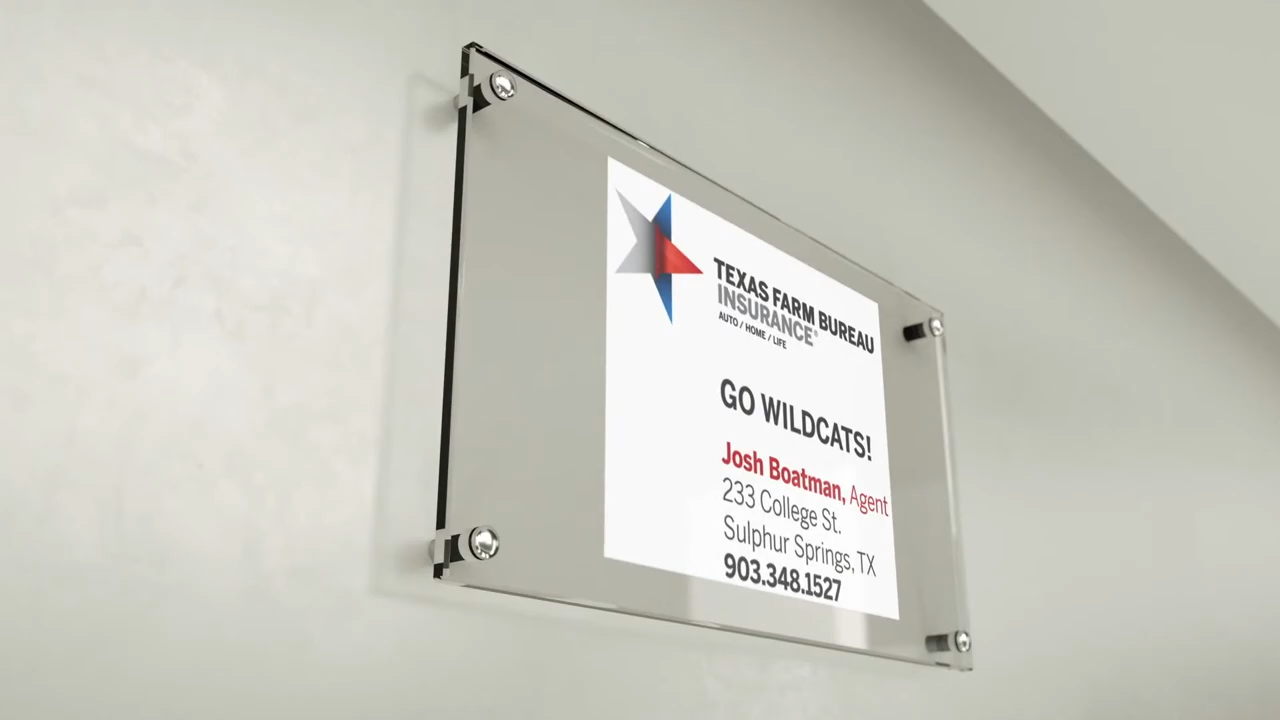 TEXAS FARM BUREAU
INSURANCE®
AUTO / HOME / LIFE
GO WILDCATS!
Josh Boatman, Agent
233 College St.
Sulphur Springs, TX
903.348.1527